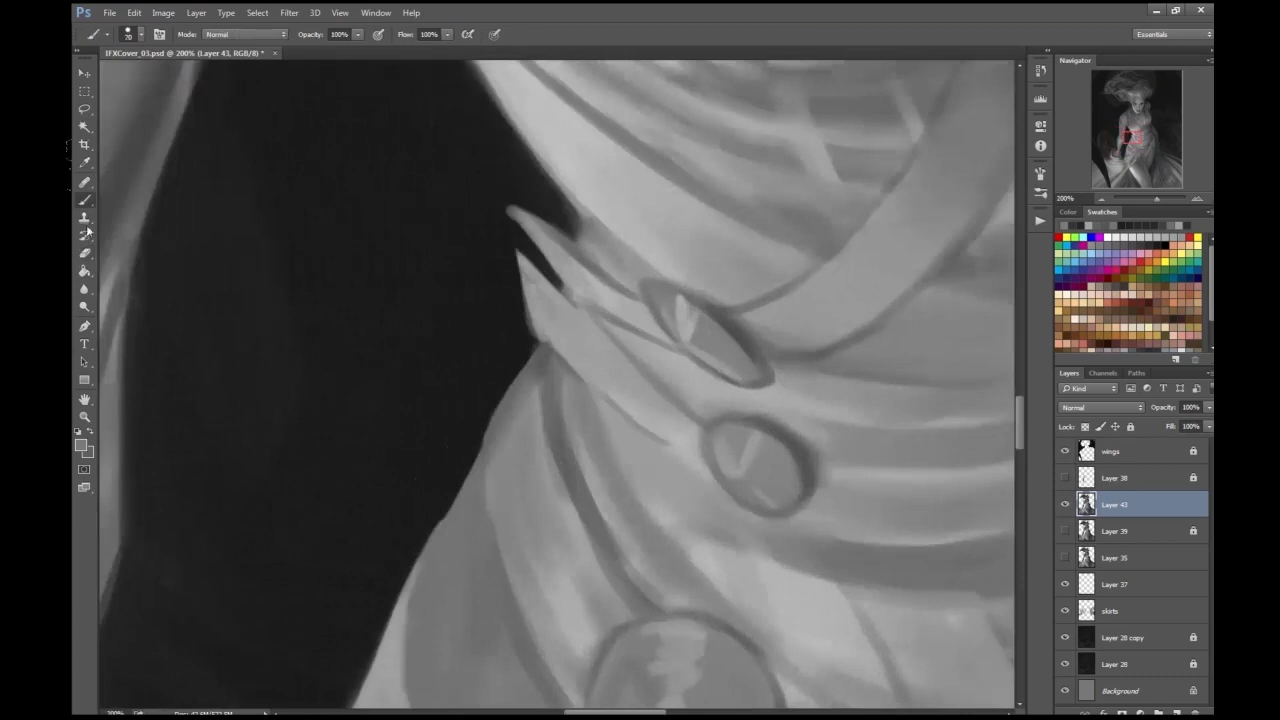 Ps File Edit Image Layer Type Select Filter 3D View Window Help
70 Mode: Normal Opacity: 100% Flow: 100% Essentials
IFXCover_03.psd @ 200% (Layer 43, RGB/8) * ×
Navigator
200%
Color Swatches
Layers Channels Paths
Kind
Normal Opacity: 100%
Lock: Fill: 100%
wings
Layer 38
Layer 43
Layer 39
Layer 35
Layer 37
skirts
Layer 28 copy
Layer 28
Background